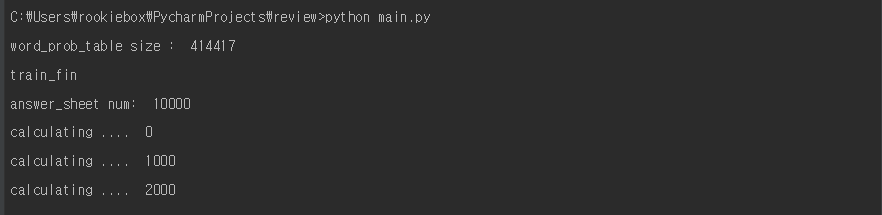 C:₩Users₩rookiebox₩PycharmProjects₩review>python main.py
word_prob_table size :  414417
train_fin
answer_sheet num:  10000
calculating ....  0
calculating ....  1000
calculating ....  2000